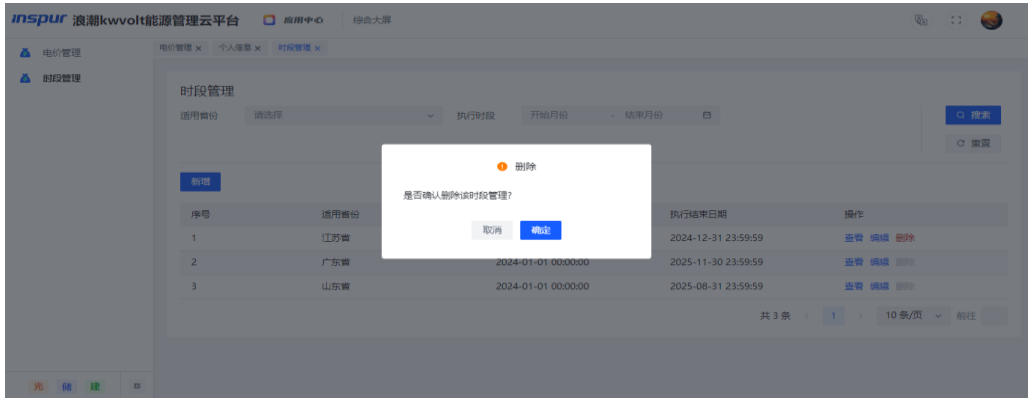 inspur 浪潮kwvolt能源管理云平台 应用中心 综合大屏
电价管理 个人信息 时段管理
电价管理
时段管理
时段管理
适用省份 请选择 执行时段 开始月份 - 结束月份 搜索
重置
删除
是否确认删除该时段管理?
取消 确定
新增
序号 适用省份 执行结束日期 操作
1 江苏省 2024-12-31 23:59:59 查看 编辑 删除
2 广东省 2024-01-01 00:00:00 2025-11-30 23:59:59 查看 编辑 删除
3 山东省 2024-01-01 00:00:00 2025-08-31 23:59:59 查看 编辑 删除
共 3 条 1 10 条/页 前往
光 储 建